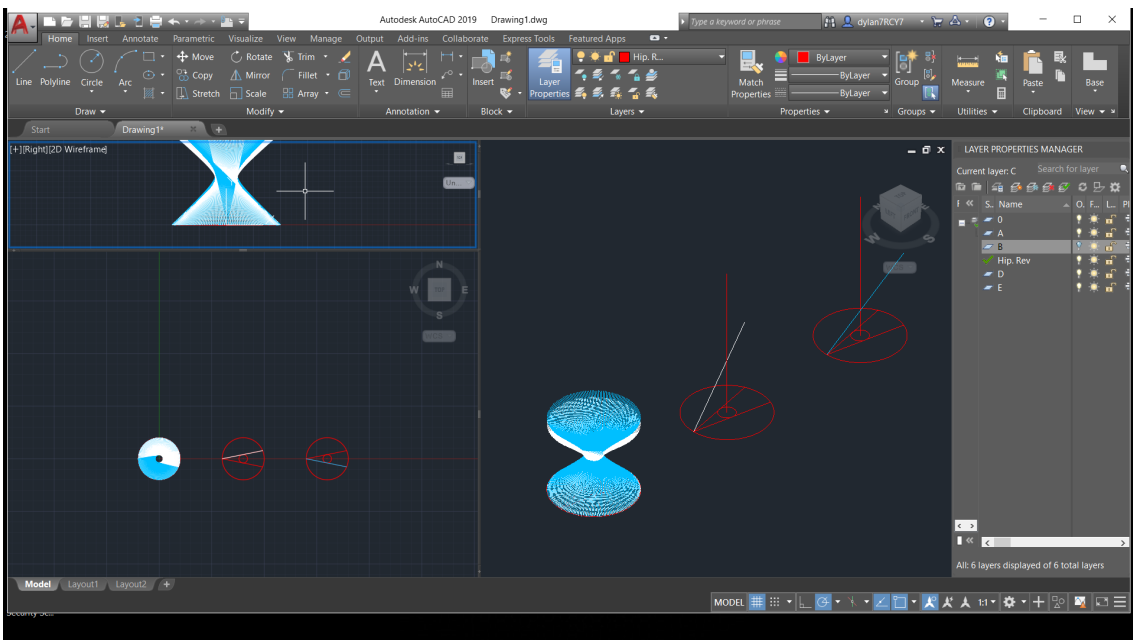 Autodesk AutoCAD 2019 Drawing1.dwg
Type a keyword or phrase
dylan7RCY7
Home Insert Annotate Parametric Visualize View Manage Output Add-ins Collaborate Express Tools Featured Apps
Line Polyline Circle Arc
Move Rotate Trim
Copy Mirror Fillet
Stretch Scale Array
Text Dimension
Insert
Layer Properties
Hip. R...
Match Properties
ByLayer
ByLayer
ByLayer
Group
Measure
Paste
Base
Draw Modify Annotation Block Layers Properties Groups Utilities Clipboard View
Start Drawing1* +
[+][Right][2D Wireframe]
Un...
N
W E
S
LAYER PROPERTIES MANAGER
Current layer: C
Search for layer
S.. Name O. F... L... Pl
0
A
B
Hip. Rev
D
E
All: 6 layers displayed of 6 total layers
Model Layout1 Layout2 +
MODEL 1:1
Security Se...